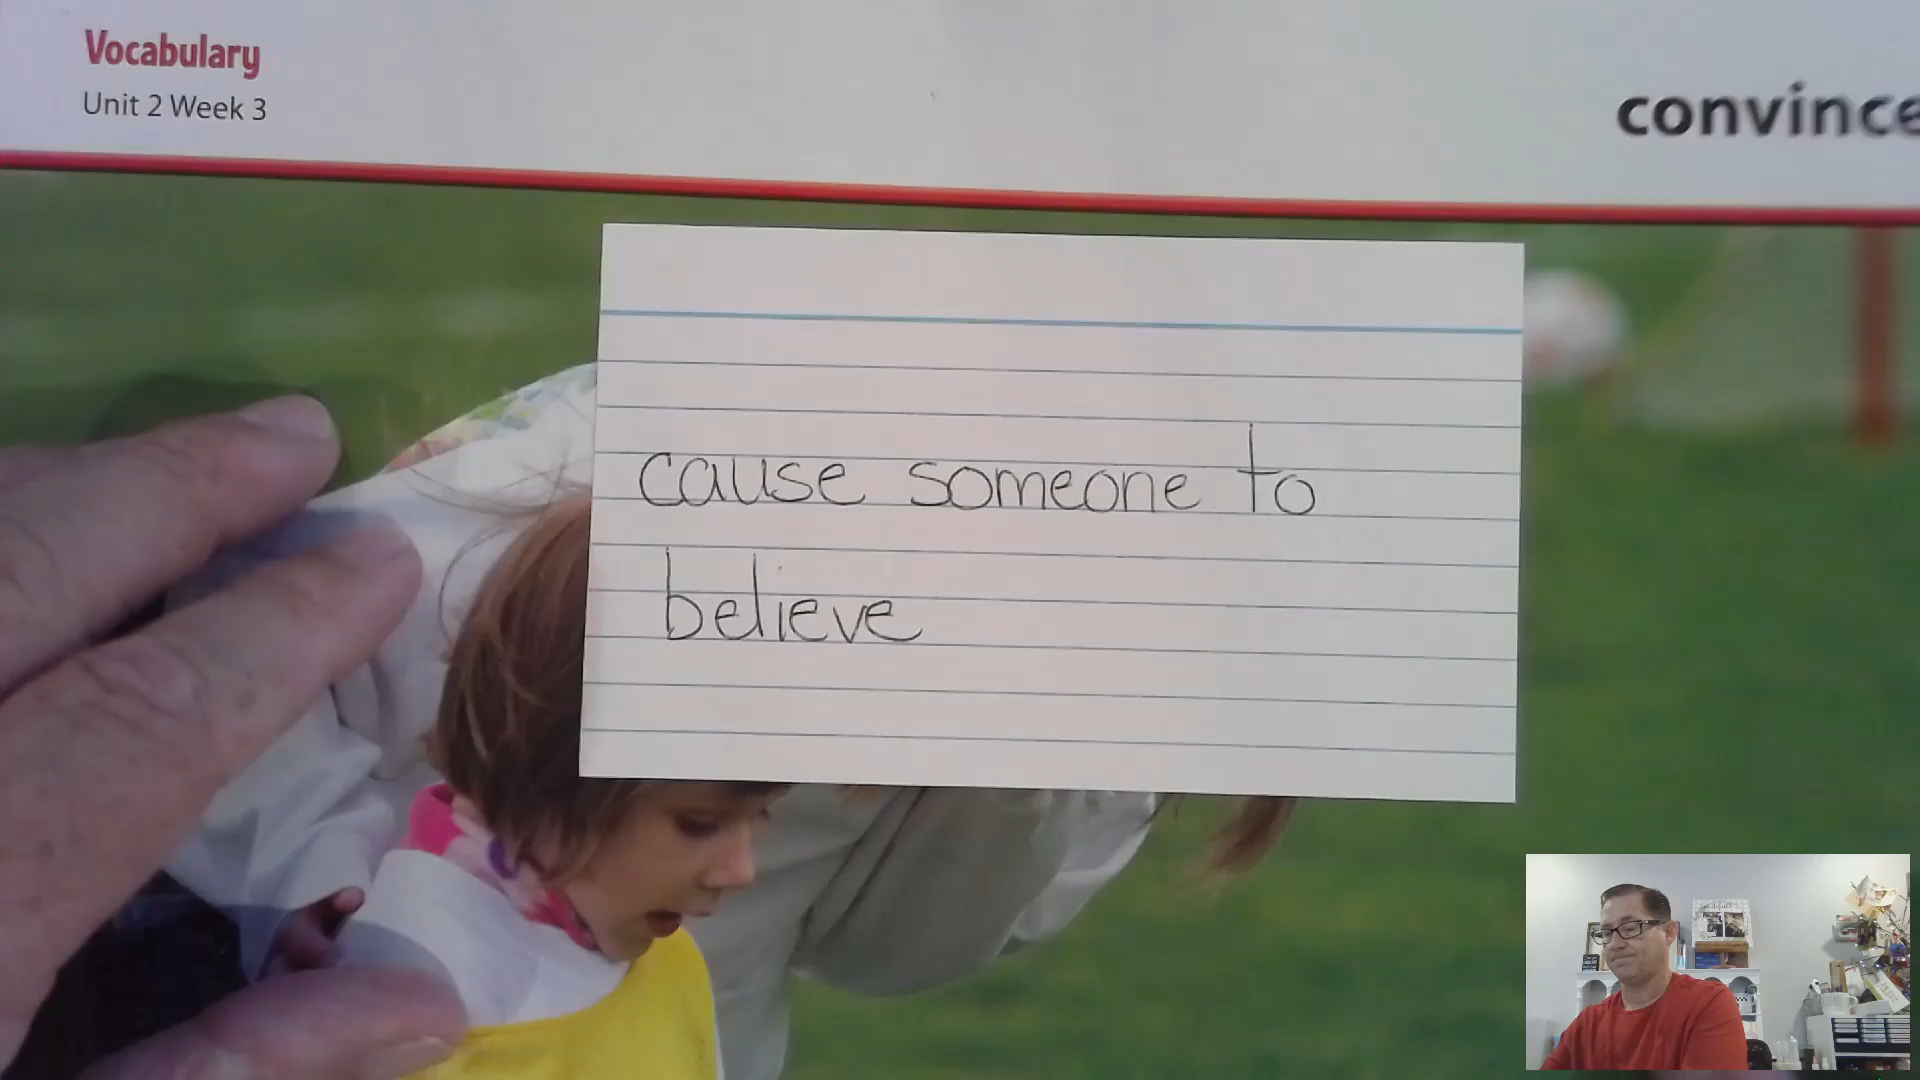 Vocabulary
Unit 2 Week 3
convince
cause someone to
believe